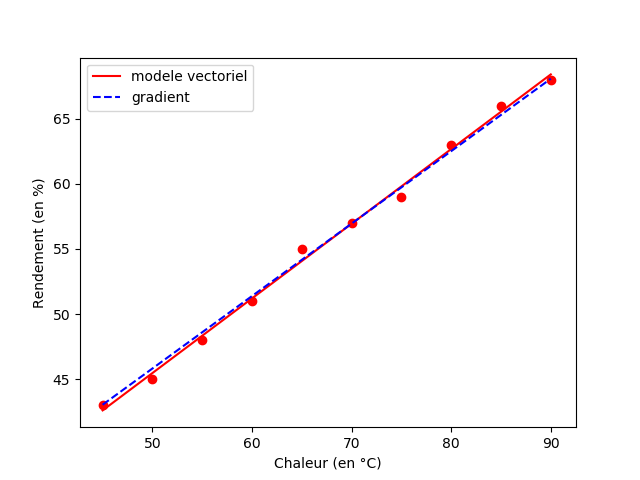 modele vectoriel
gradient
65
60
55
50
45
Rendement (en %)
50 60 70 80 90
Chaleur (en °C)